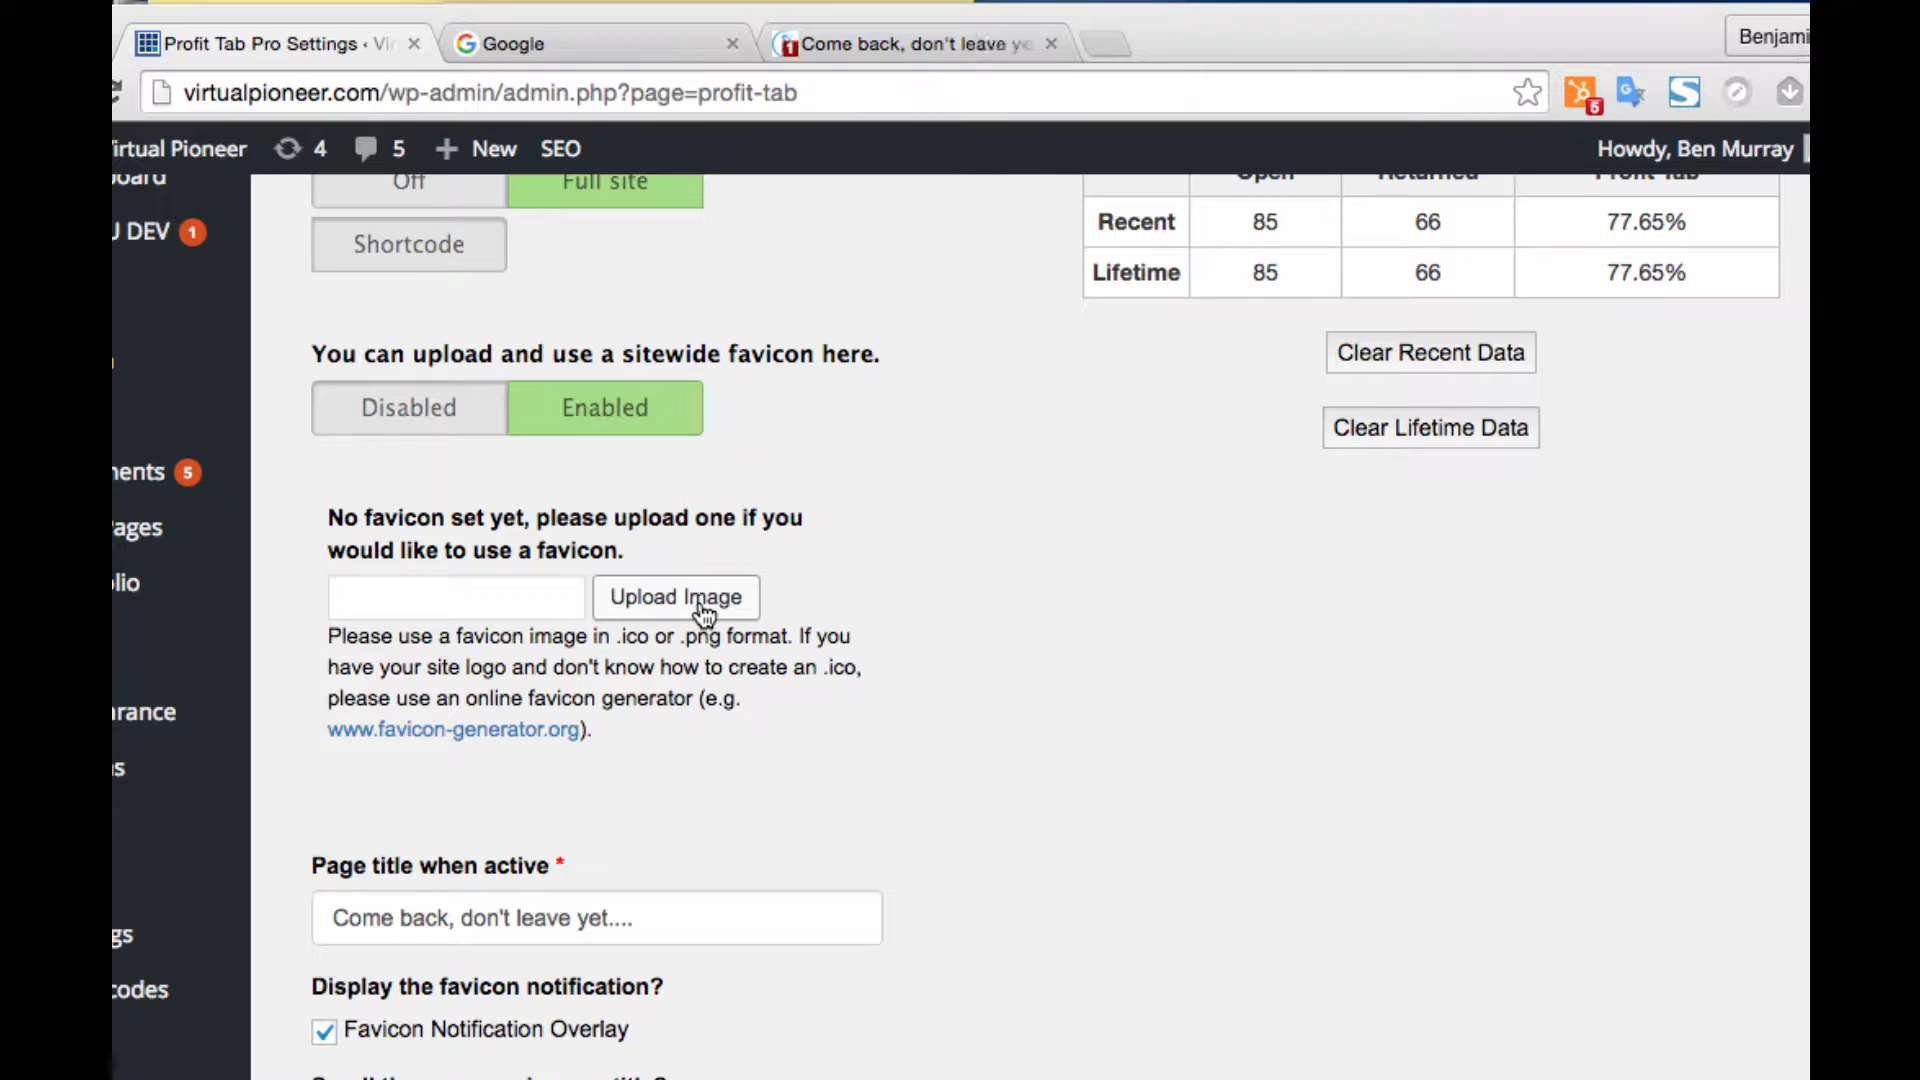 Profit Tab Pro Settings ‹ Vir
Google
Come back, don't leave ye
Benjami
virtualpioneer.com/wp-admin/admin.php?page=profit-tab
5
irtual Pioneer
4
5
New
SEO
Howdy, Ben Murray
board
U DEV 1
nents 5
ages
lio
arance
ns
gs
codes
Off
Full site
Shortcode
You can upload and use a sitewide favicon here.
Disabled
Enabled
No favicon set yet, please upload one if you
would like to use a favicon.
Upload Image
Please use a favicon image in .ico or .png format. If you
have your site logo and don't know how to create an .ico,
please use an online favicon generator (e.g.
www.favicon-generator.org).
Page title when active *
Come back, don't leave yet....
Display the favicon notification?
Favicon Notification Overlay
Open Returned Profit Tab
Recent 85 66 77.65%
Lifetime 85 66 77.65%
Clear Recent Data
Clear Lifetime Data